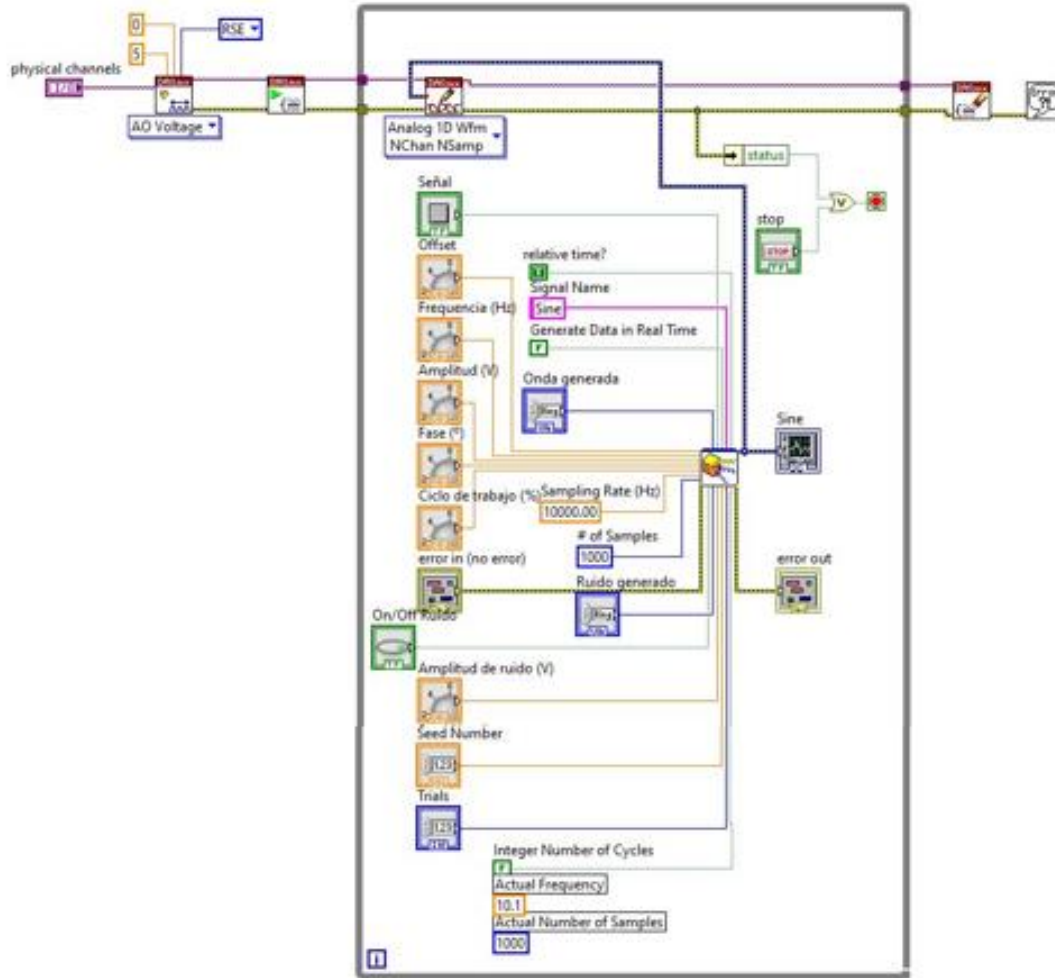 0
5
RSE
physical channels
I/O
AO Voltage
Analog 1D Wfm
NChan NSamp
status
stop
STOP
Señal
Offset
Frequencia (Hz)
Amplitud (V)
Fase (º)
Ciclo de trabajo (%)
error in (no error)
On/Off Ruido
Amplitud de ruido (V)
Seed Number
Trials
relative time?
Signal Name
Sine
Generate Data in Real Time
F
Onda generada
Sampling Rate (Hz)
10000.00
# of Samples
1000
Ruido generado
Sine
error out
Integer Number of Cycles
F
Actual Frequency
10.1
Actual Number of Samples
1000
i